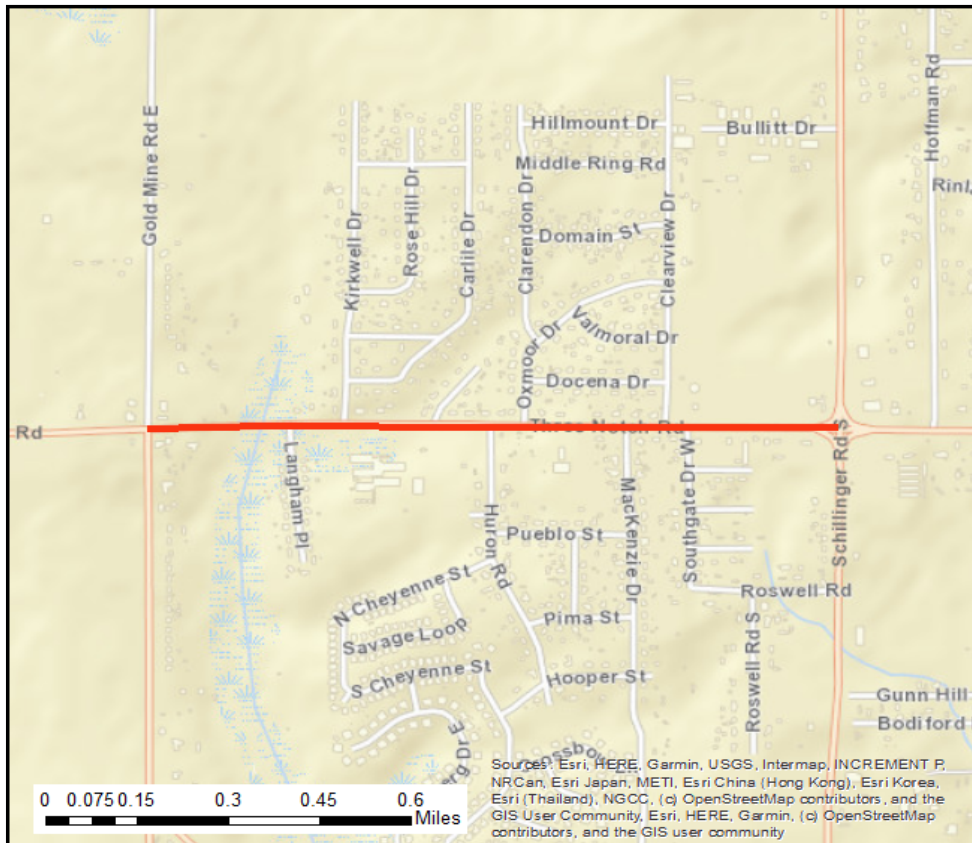 Gold Mine Rd E
Kirkwell Dr
Rose Hill Dr
Carlile Dr
Clarendon Dr
Hillmount Dr
Middle Ring Rd
Domain St
Clearview Dr
Bullitt Dr
Hoffman Rd
Oxmoor Dr
Valmoral Dr
Docena Dr
Rd
Three Notch Rd
Langham Pl
Huron Rd
Pueblo St
MacKenzie Dr
Southgate Dr W
Schillinger Rd S
N Cheyenne St
Savage Loop
S Cheyenne St
Pima St
Hooper St
Roswell Rd
Roswell Rd S
Gunn Hill
Bodiford
Dr E
0 0.075 0.15 0.3 0.45 0.6
Miles
Sources: Esri, HERE, Garmin, USGS, Intermap, INCREMENT P,
NRCan, Esri Japan, METI, Esri China (Hong Kong), Esri Korea,
Esri (Thailand), NGCC, (c) OpenStreetMap contributors, and the
GIS User Community, Esri, HERE, Garmin, (c) OpenStreetMap
contributors, and the GIS user community